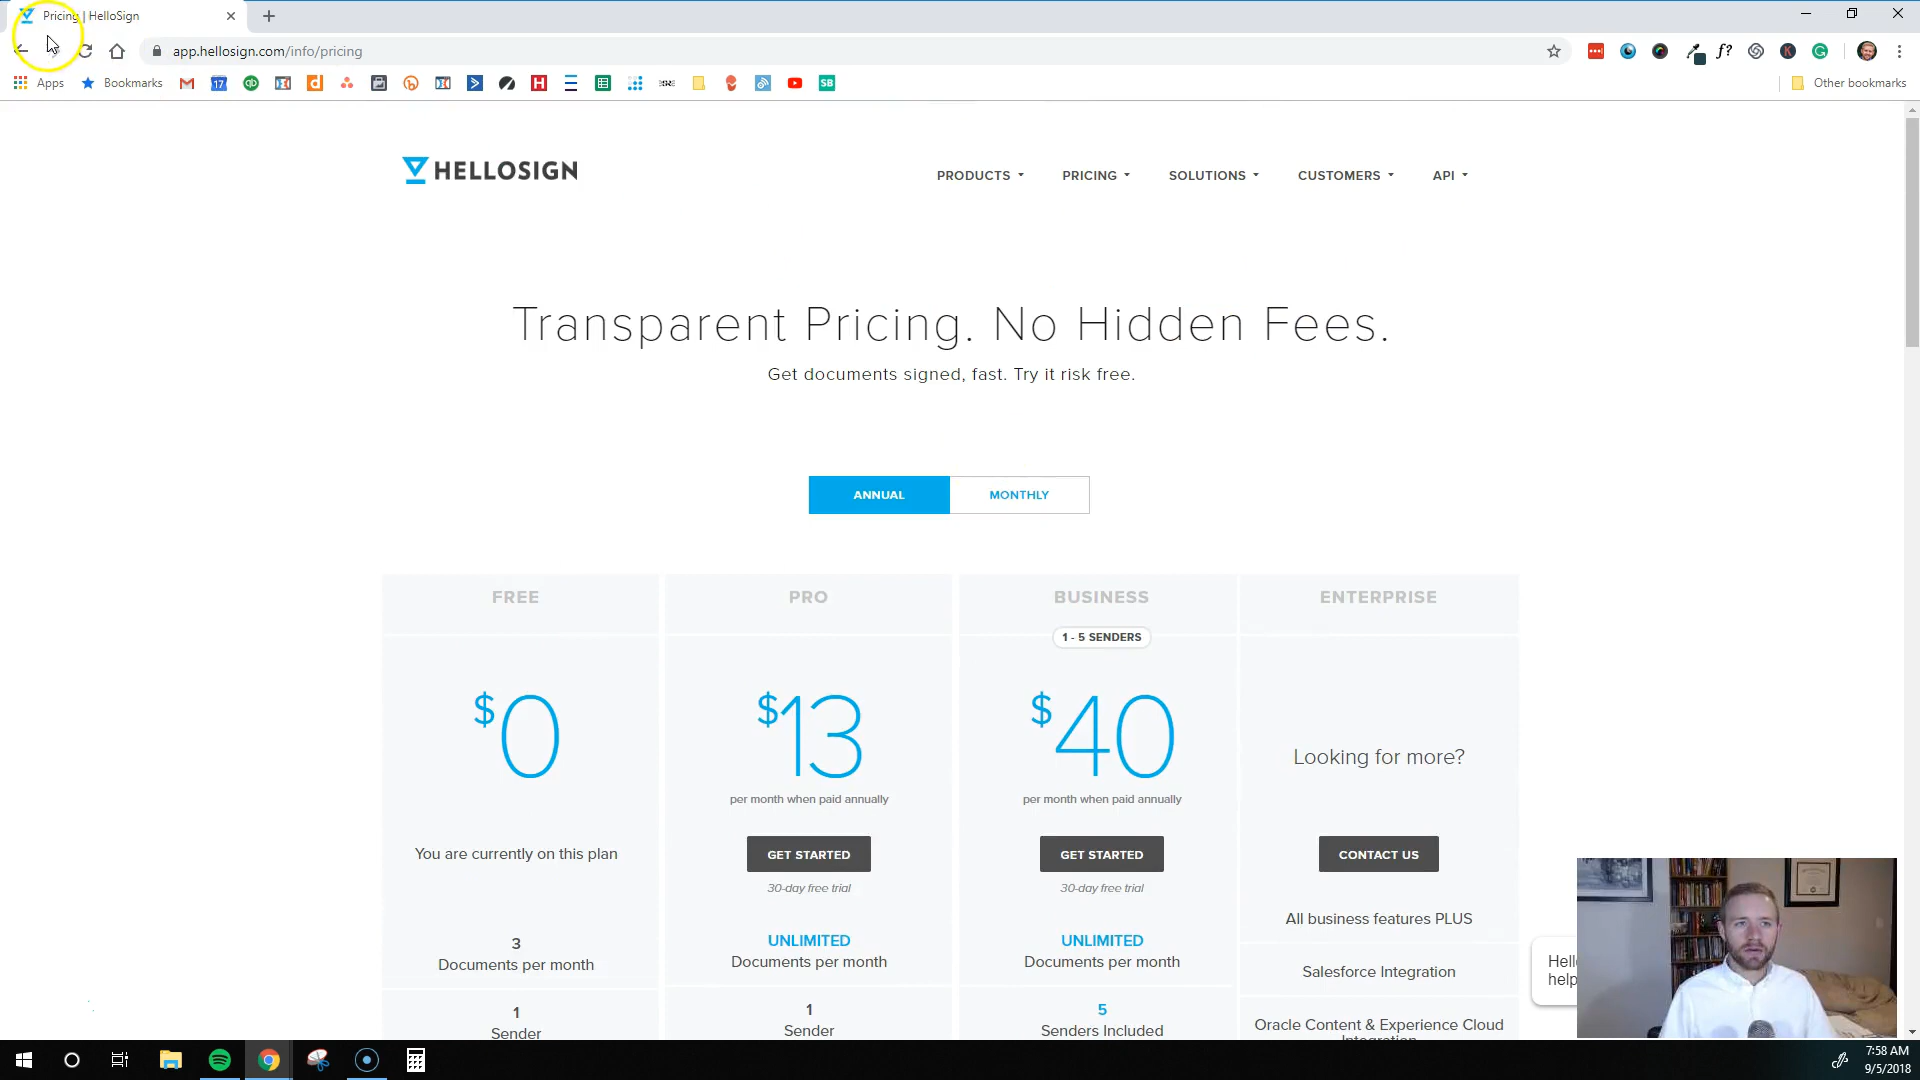 Pricing | HelloSign
app.hellosign.com/info/pricing
Apps
Bookmarks
Other bookmarks
HELLOSIGN
PRODUCTS
PRICING
SOLUTIONS
CUSTOMERS
API
Transparent Pricing. No Hidden Fees.
Get documents signed, fast. Try it risk free.
ANNUAL
MONTHLY
FREE
$0
You are currently on this plan
3
Documents per month
1
Sender
PRO
$13
per month when paid annually
GET STARTED
30-day free trial
UNLIMITED
Documents per month
1
Sender
BUSINESS
1 - 5 SENDERS
$40
per month when paid annually
GET STARTED
30-day free trial
UNLIMITED
Documents per month
5
Senders Included
ENTERPRISE
Looking for more?
CONTACT US
All business features PLUS
Salesforce Integration
Oracle Content & Experience Cloud
Integration
help
7:58 AM
9/5/2018